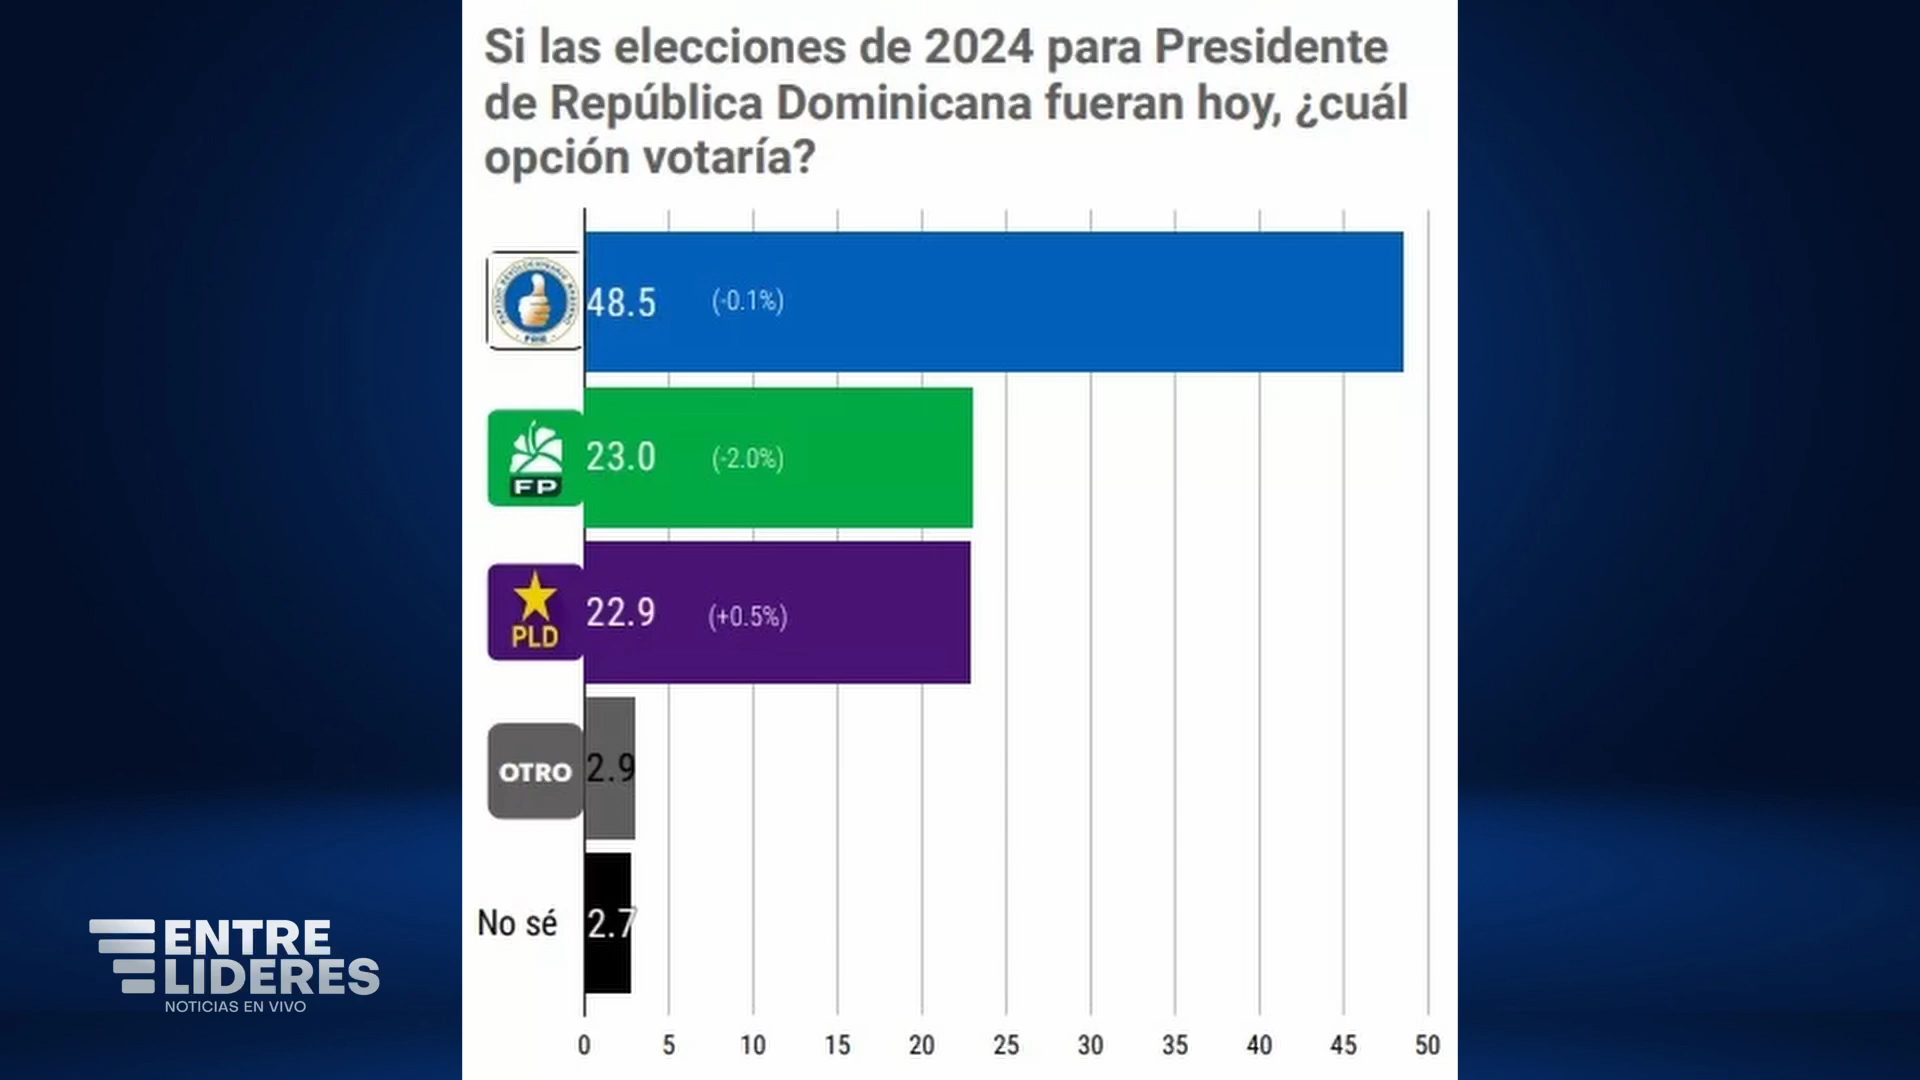 Si las elecciones de 2024 para Presidente
de República Dominicana fueran hoy, ¿cuál
opción votaría?
PRM
48.5 (-0.1%)
FP
23.0 (-2.0%)
PLD
22.9 (+0.5%)
OTRO
2.9
No sé
2.7
0 5 10 15 20 25 30 35 40 45 50
ENTRE
LIDERES
NOTICIAS EN VIVO